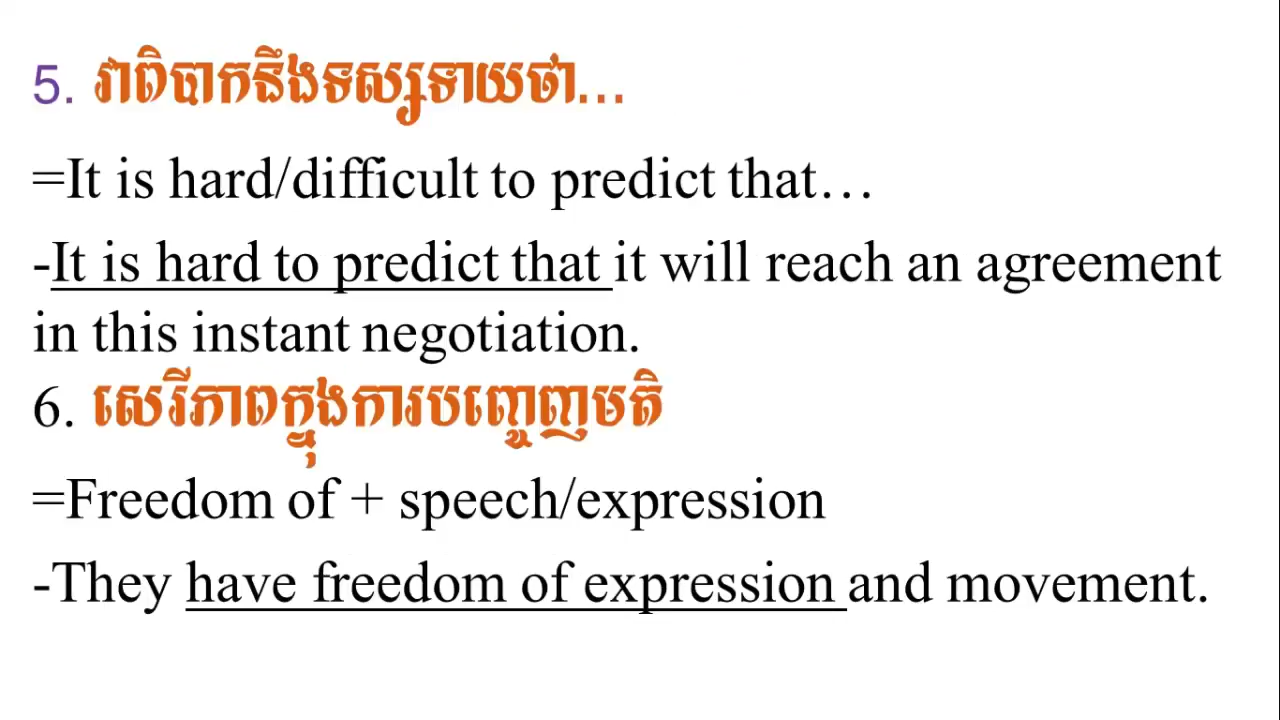 5. វាពិបាកនឹងទស្សទាយថា...
=It is hard/difficult to predict that…
-It is hard to predict that it will reach an agreement
in this instant negotiation.
6. សេរីភាពក្នុងការបញ្ចេញមតិ
=Freedom of + speech/expression
-They have freedom of expression and movement.